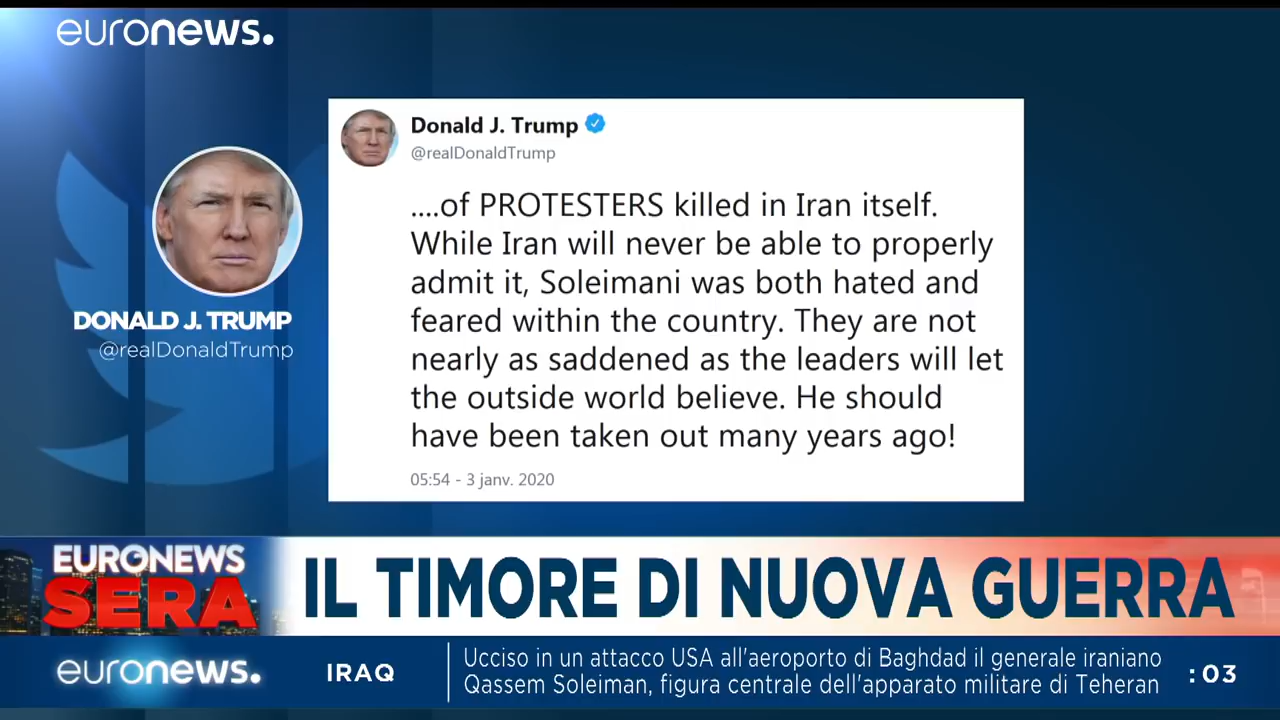 euronews.
Donald J. Trump
@realDonaldTrump
....of PROTESTERS killed in Iran itself.
While Iran will never be able to properly
admit it, Soleimani was both hated and
feared within the country. They are not
nearly as saddened as the leaders will let
the outside world believe. He should
have been taken out many years ago!
05:54 - 3 janv. 2020
DONALD J. TRUMP
@realDonaldTrump
EURONEWS
SERA
IL TIMORE DI NUOVA GUERRA
euronews.
IRAQ
Ucciso in un attacco USA all'aeroporto di Baghdad il generale iraniano
Qassem Soleiman, figura centrale dell'apparato militare di Teheran
:03